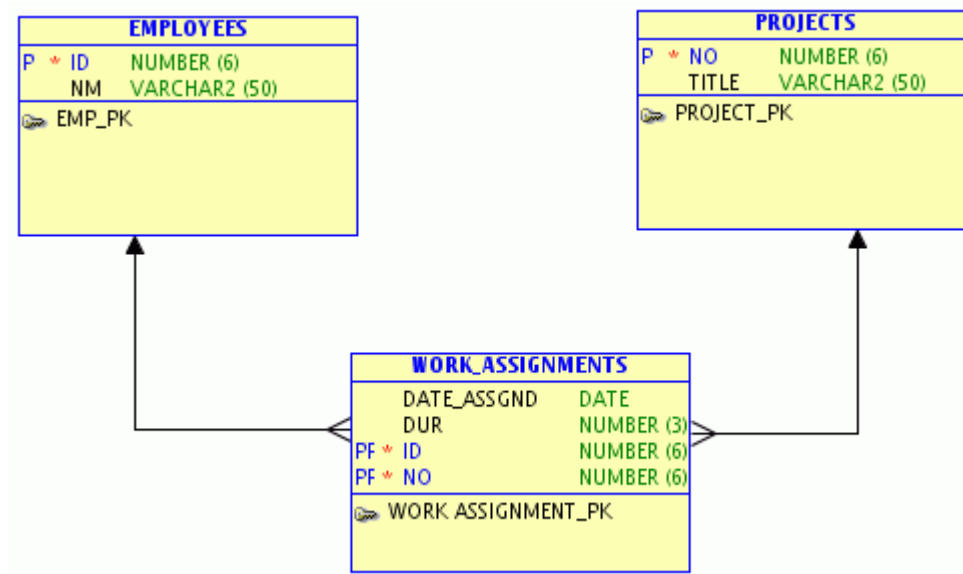 EMPLOYEES
P * ID NUMBER (6)
NM VARCHAR2 (50)
EMP_PK
PROJECTS
P * NO NUMBER (6)
TITLE VARCHAR2 (50)
PROJECT_PK
WORK_ASSIGNMENTS
DATE_ASSGND DATE
DUR NUMBER (3)
PF * ID NUMBER (6)
PF * NO NUMBER (6)
WORK ASSIGNMENT_PK